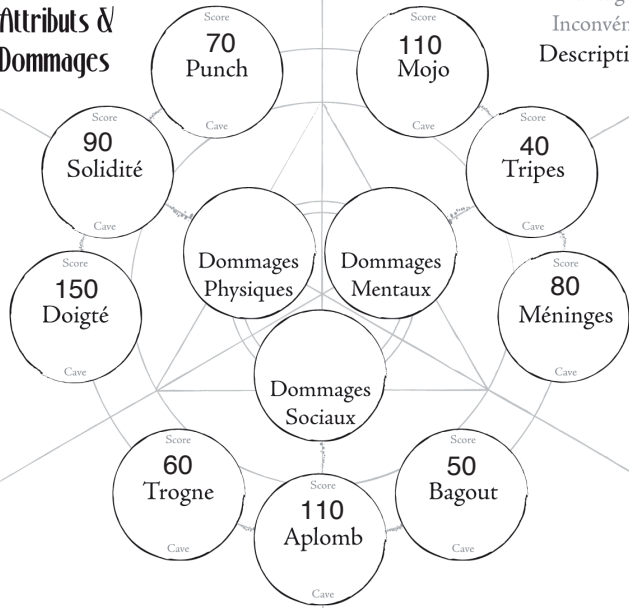 Attributs &
Dommages
Inconvén
Descripti
Score
70
Punch
Cave
Score
110
Mojo
Cave
Score
90
Solidité
Cave
Score
40
Tripes
Cave
Dommages
Physiques
Dommages
Mentaux
Score
150
Doigté
Cave
Score
80
Méninges
Cave
Dommages
Sociaux
Score
60
Trogne
Cave
Score
110
Aplomb
Cave
Score
50
Bagout
Cave